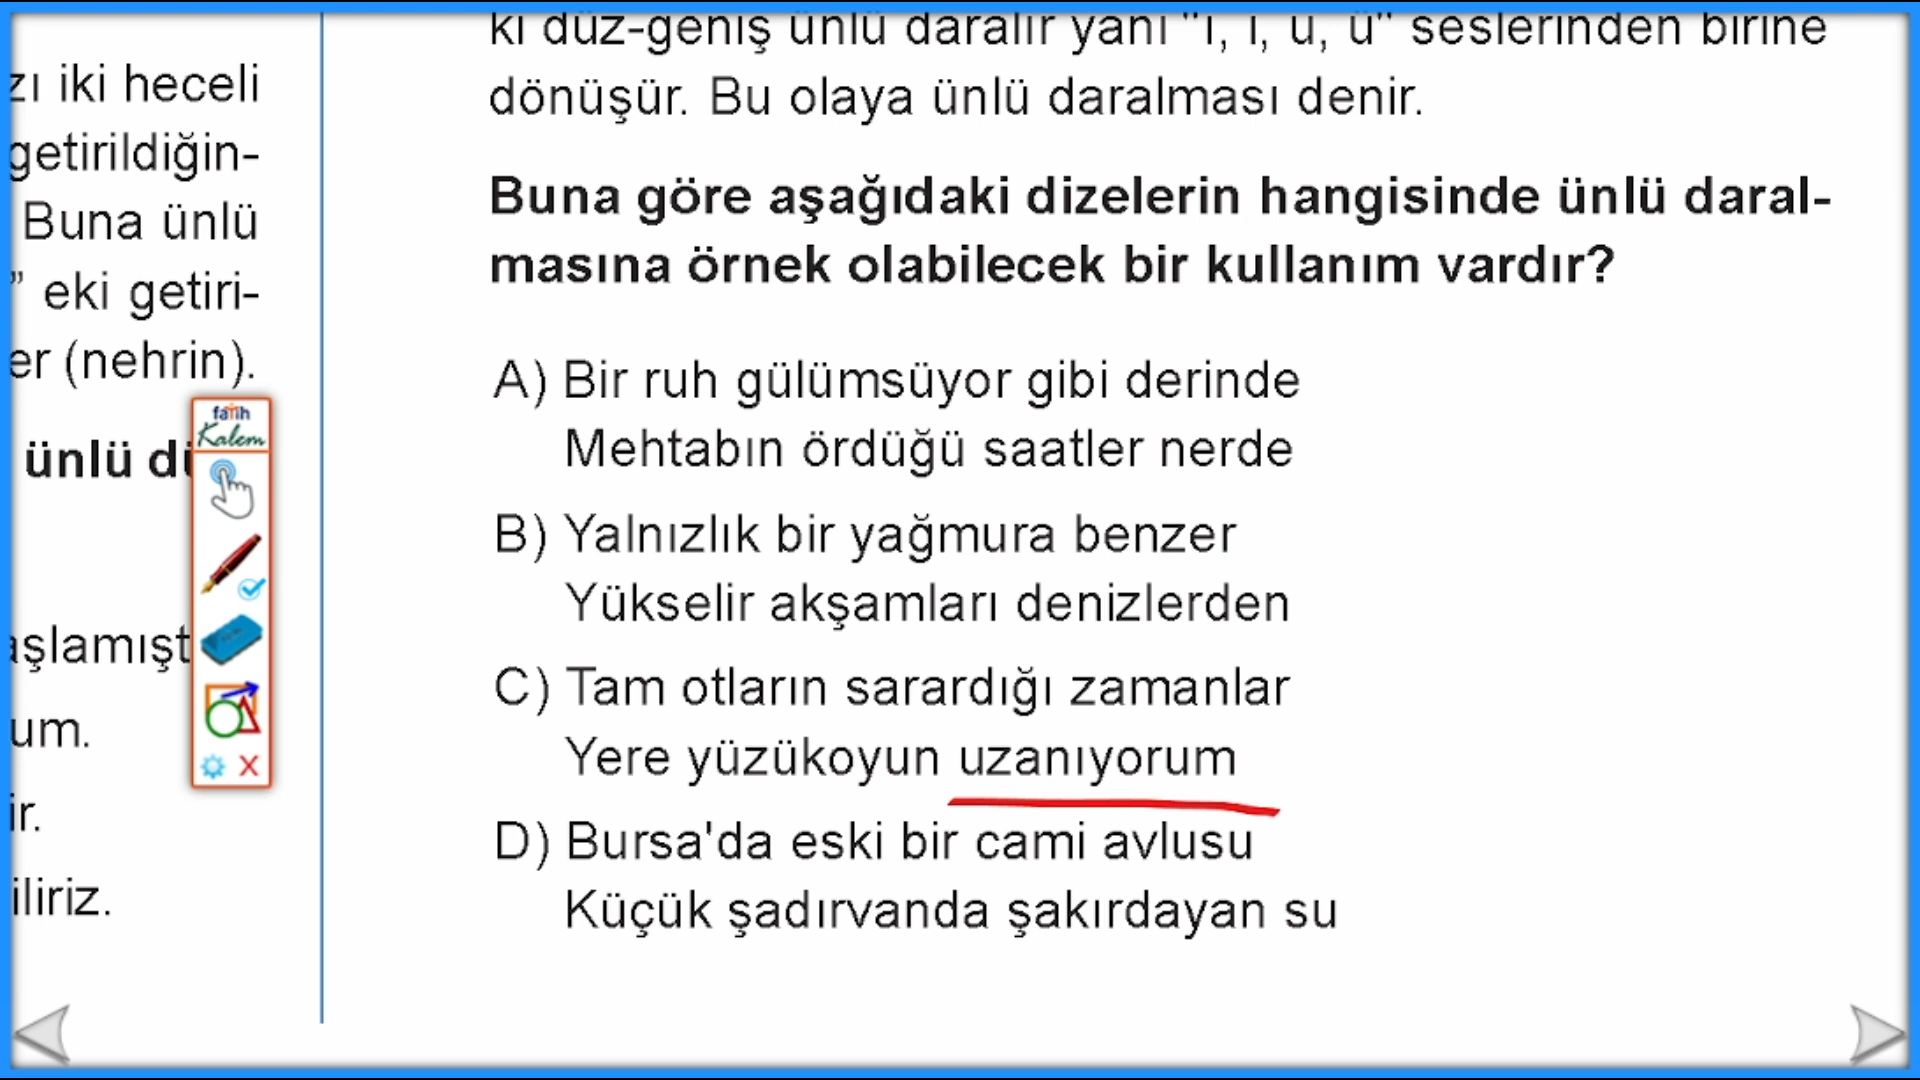 zı iki heceli
getirildiğin-
Buna ünlü
” eki getiri-
er (nehrin).
ünlü dü
aşlamışt
um.
ir.
iliriz.
fatih
Kalem
ki düz-geniş ünlü daralır yani "ı, i, u, ü" seslerinden birine
dönüşür. Bu olaya ünlü daralması denir.
Buna göre aşağıdaki dizelerin hangisinde ünlü daral-
masına örnek olabilecek bir kullanım vardır?
A) Bir ruh gülümsüyor gibi derinde
Mehtabın ördüğü saatler nerde
B) Yalnızlık bir yağmura benzer
Yükselir akşamları denizlerden
C) Tam otların sarardığı zamanlar
Yere yüzükoyun uzanıyorum
D) Bursa'da eski bir cami avlusu
Küçük şadırvanda şakırdayan su